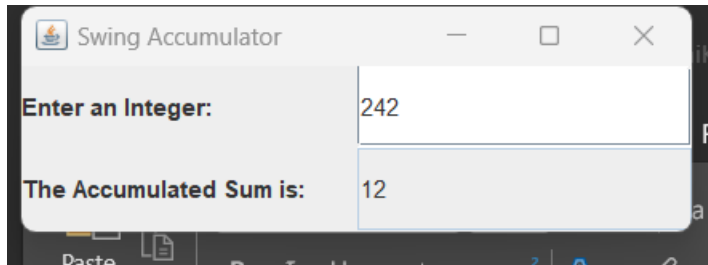 Swing Accumulator
Enter an Integer: 242
The Accumulated Sum is: 12
Paste